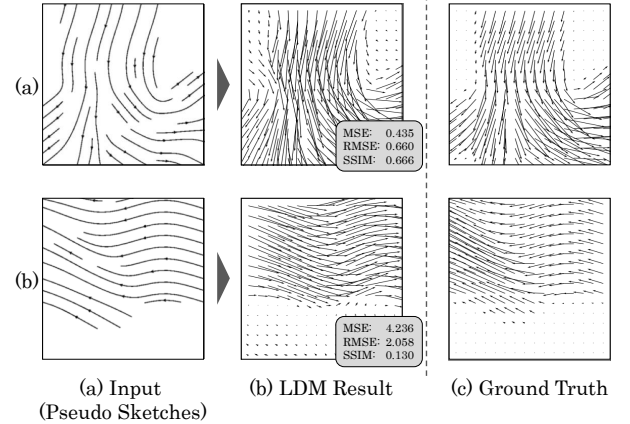 (a)
MSE: 0.435
RMSE: 0.660
SSIM: 0.666
(b)
MSE: 4.236
RMSE: 2.058
SSIM: 0.130
(a) Input
(Pseudo Sketches)
(b) LDM Result
(c) Ground Truth